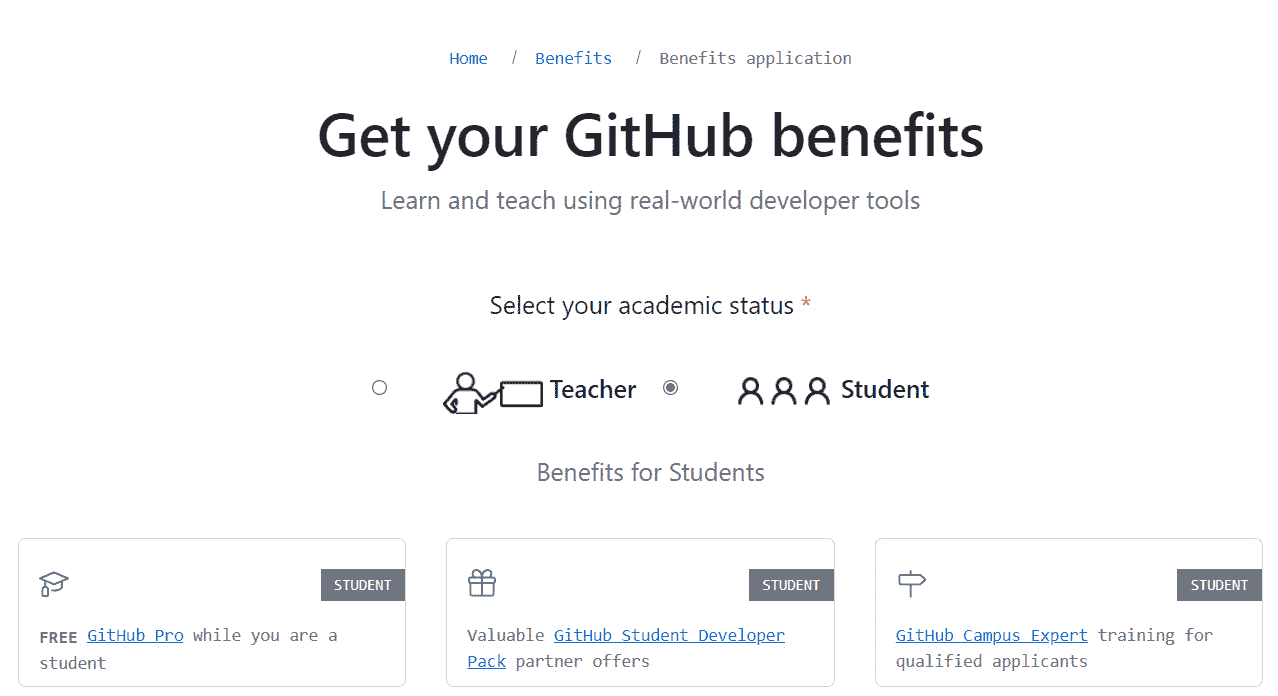 Home / Benefits / Benefits application
Get your GitHub benefits
Learn and teach using real-world developer tools
Select your academic status *
Teacher Student
Benefits for Students
STUDENT
FREE GitHub Pro while you are a
student
STUDENT
Valuable GitHub Student Developer
Pack partner offers
STUDENT
GitHub Campus Expert training for
qualified applicants